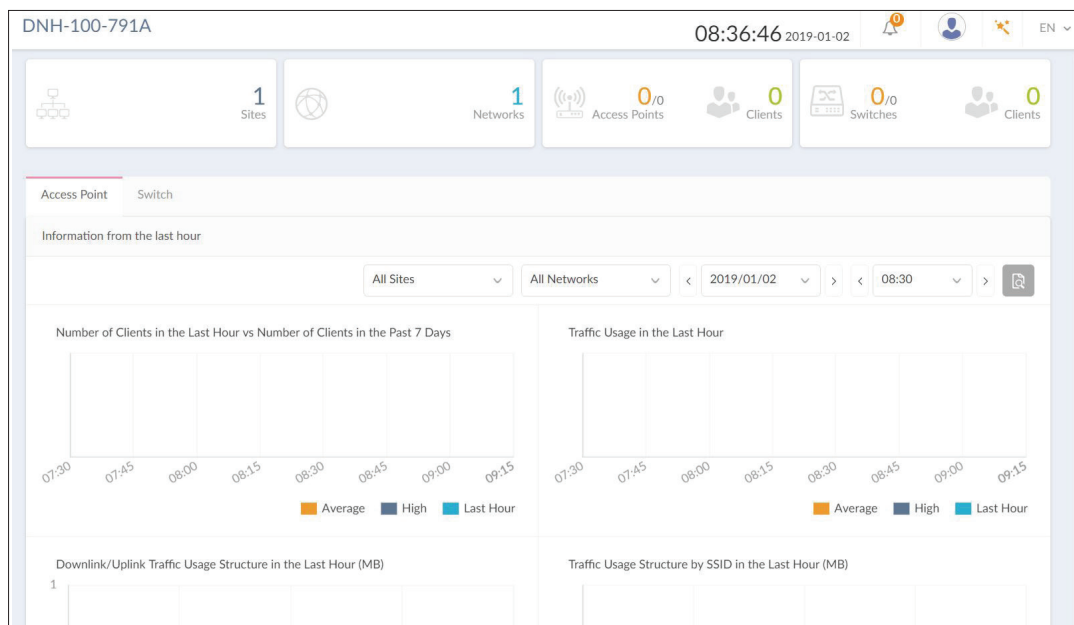 DNH-100-791A
08:36:46 2019-01-02
0
EN
1
Sites
1
Networks
0/0
Access Points
0
Clients
0/0
Switches
0
Clients
Access Point Switch
Information from the last hour
All Sites All Networks < 2019/01/02 > < 08:30 >
Number of Clients in the Last Hour vs Number of Clients in the Past 7 Days
07:30 07:45 08:00 08:15 08:30 08:45 09:00 09:15
Average High Last Hour
Traffic Usage in the Last Hour
07:30 07:45 08:00 08:15 08:30 08:45 09:00 09:15
Average High Last Hour
Downlink/Uplink Traffic Usage Structure in the Last Hour (MB)
1
Traffic Usage Structure by SSID in the Last Hour (MB)